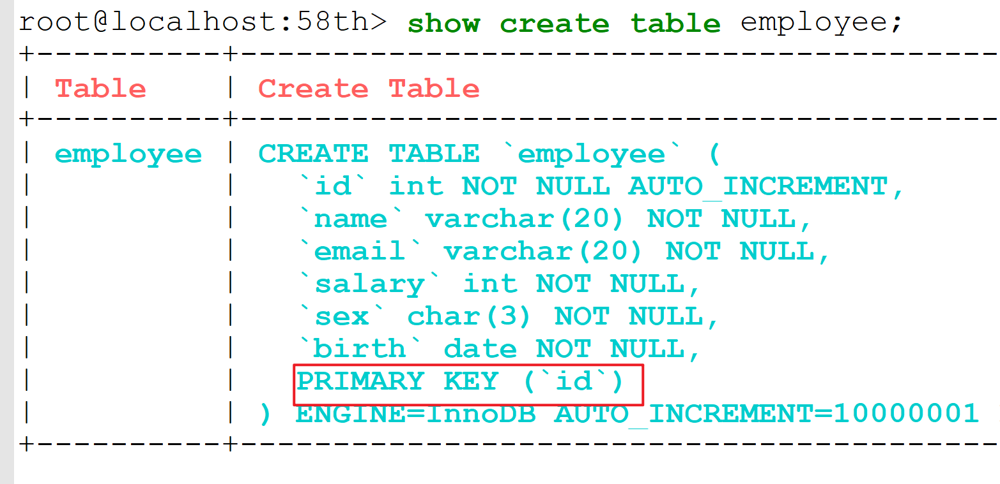 root@localhost:58th> show create table employee;
+----------+-----------------------------------------
| Table    | Create Table
+----------+-----------------------------------------
| employee | CREATE TABLE `employee` (
|          |   `id` int NOT NULL AUTO_INCREMENT,
|          |   `name` varchar(20) NOT NULL,
|          |   `email` varchar(20) NOT NULL,
|          |   `salary` int NOT NULL,
|          |   `sex` char(3) NOT NULL,
|          |   `birth` date NOT NULL,
|          |   PRIMARY KEY (`id`)
|          | ) ENGINE=InnoDB AUTO_INCREMENT=10000001
+----------+-----------------------------------------